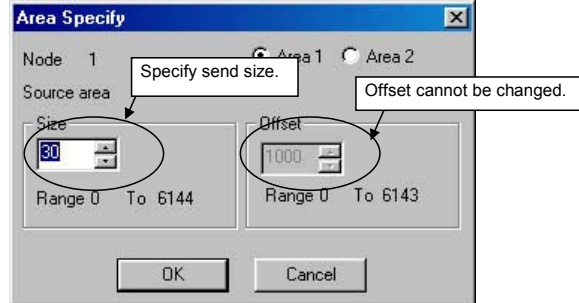 Area Specify
Node 1
Area 1
Area 2
Specify send size.
Offset cannot be changed.
Source area
Size
Offset
30
1000
Range 0 To 6144
Range 0 To 6143
OK
Cancel